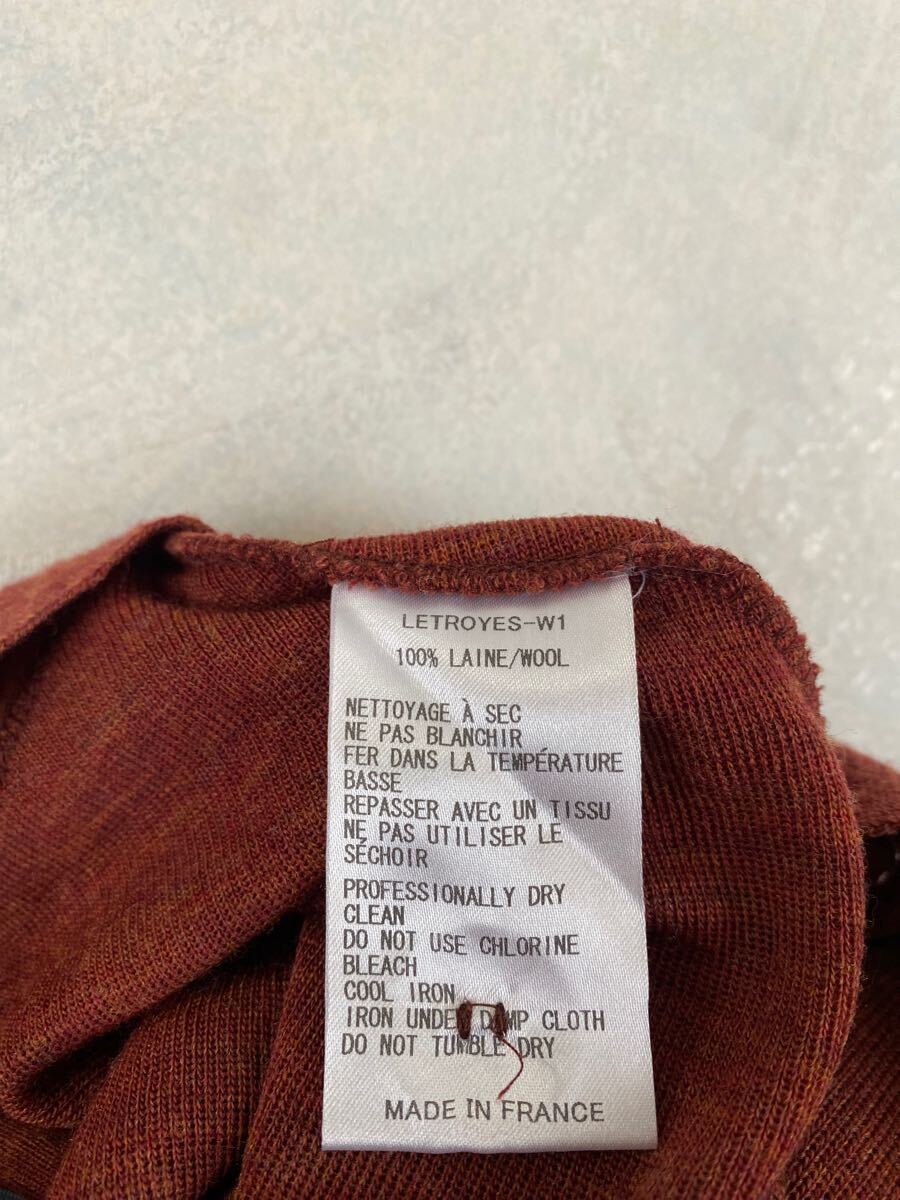 LETROYES-W1
100% LAINE/WOOL
NETTOYAGE À SEC
NE PAS BLANCHIR
FER DANS LA TEMPÉRATURE
BASSE
REPASSER AVEC UN TISSU
NE PAS UTILISER LE
SÉCHOIR
PROFESSIONALLY DRY
CLEAN
DO NOT USE CHLORINE
BLEACH
COOL IRON
IRON UNDER DAMP CLOTH
DO NOT TUMBLE DRY
MADE IN FRANCE